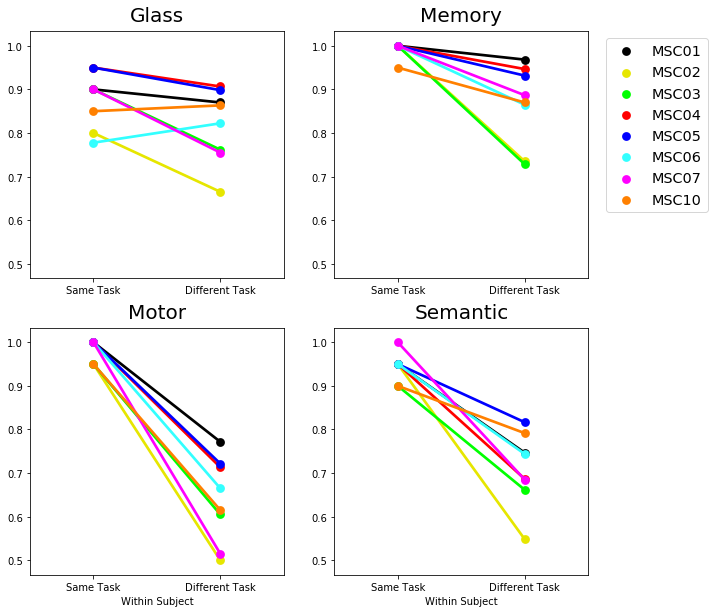 Glass
1.0
0.9
0.8
0.7
0.6
0.5
Same Task Different Task
Memory
1.0
0.9
0.8
0.7
0.6
0.5
Same Task Different Task
MSC01
MSC02
MSC03
MSC04
MSC05
MSC06
MSC07
MSC10
Motor
1.0
0.9
0.8
0.7
0.6
0.5
Same Task Different Task
Within Subject
Semantic
1.0
0.9
0.8
0.7
0.6
0.5
Same Task Different Task
Within Subject